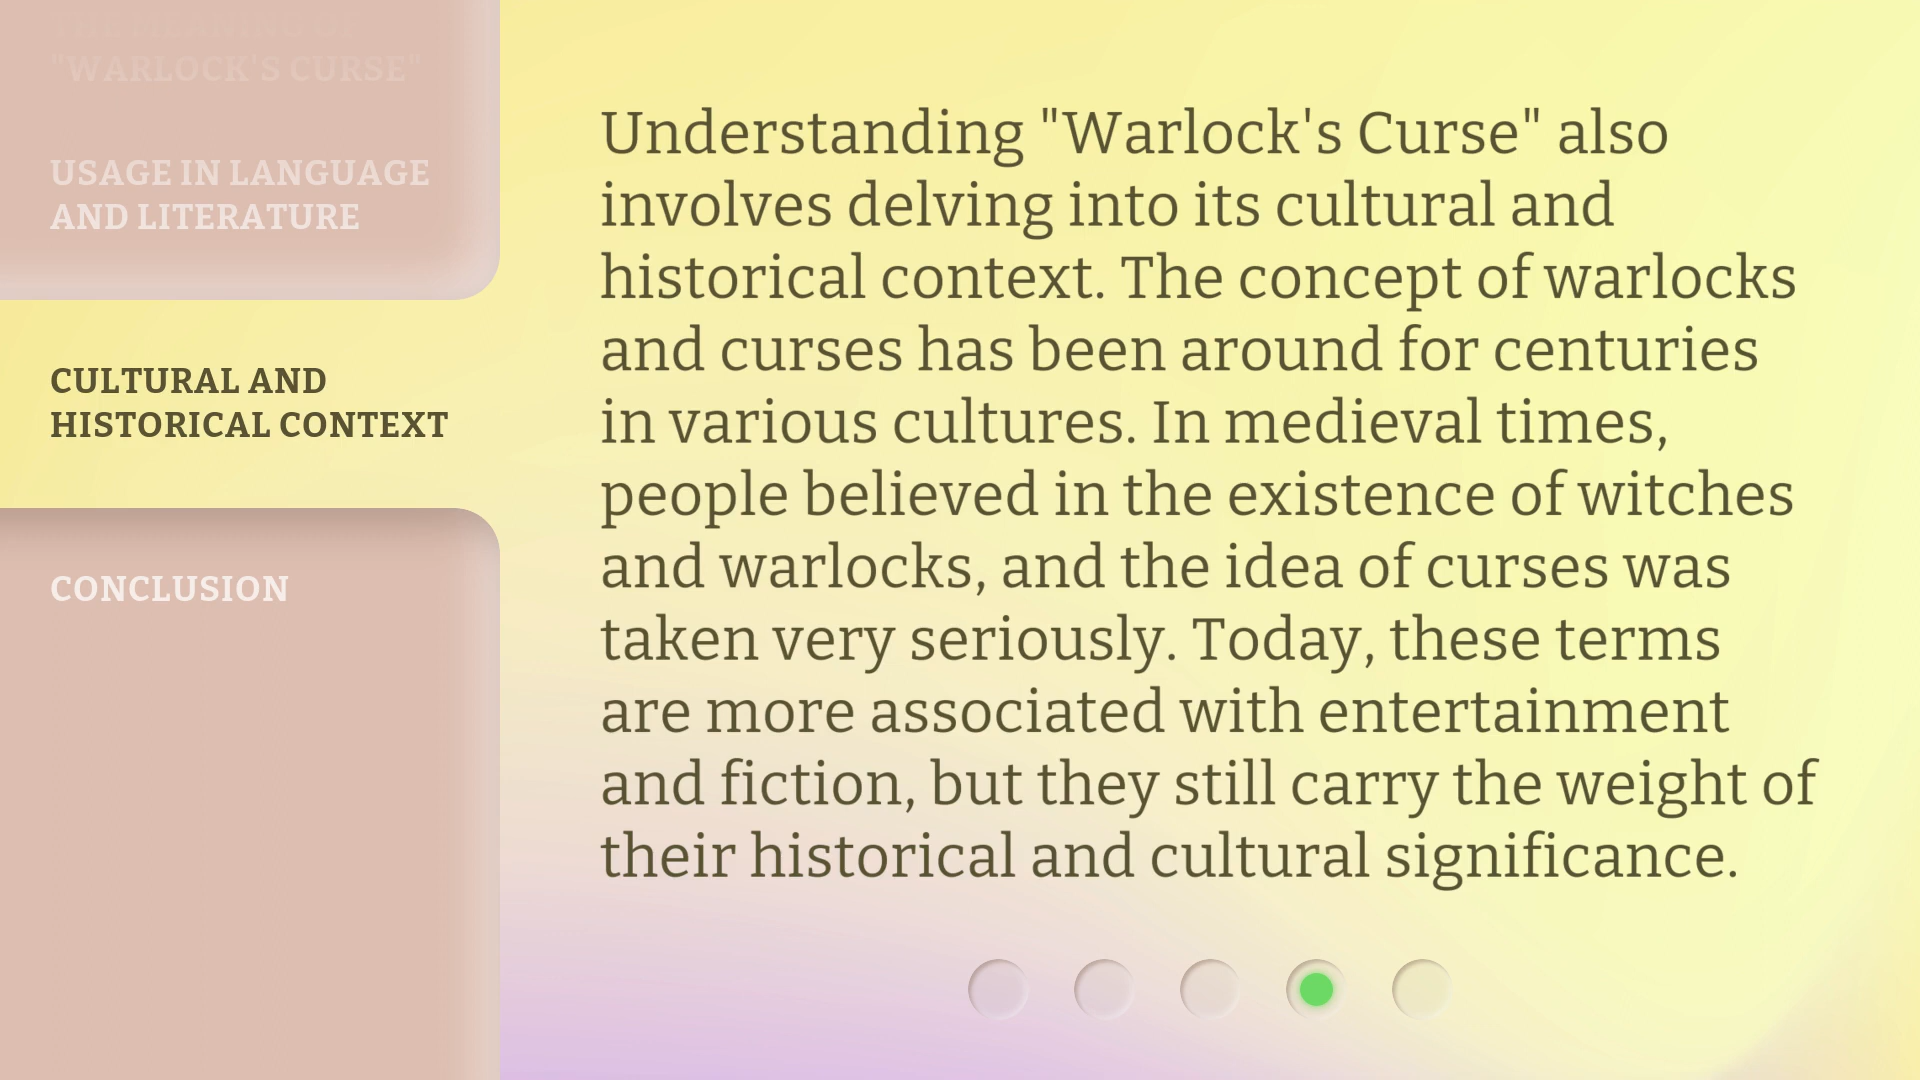 THE MEANING OF
"WARLOCK'S CURSE"
USAGE IN LANGUAGE
AND LITERATURE
CULTURAL AND
HISTORICAL CONTEXT
CONCLUSION
Understanding "Warlock's Curse" also
involves delving into its cultural and
historical context. The concept of warlocks
and curses has been around for centuries
in various cultures. In medieval times,
people believed in the existence of witches
and warlocks, and the idea of curses was
taken very seriously. Today, these terms
are more associated with entertainment
and fiction, but they still carry the weight of
their historical and cultural significance.